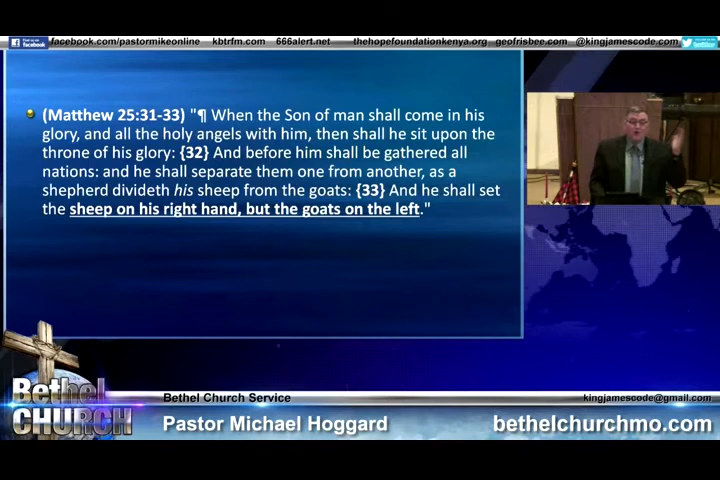 Find us on facebook
facebook.com/pastormikeonline kbtrfm.com 666alert.net thehopefoundationkenya.org geofrisbee.com @kingjamescode.com twitter
(Matthew 25:31-33) "¶ When the Son of man shall come in his
glory, and all the holy angels with him, then shall he sit upon the
throne of his glory: {32} And before him shall be gathered all
nations: and he shall separate them one from another, as a
shepherd divideth his sheep from the goats: {33} And he shall set
the sheep on his right hand, but the goats on the left."
Bethel
CHURCH
Bethel Church Service kingjamescode@gmail.com
Pastor Michael Hoggard bethelchurchmo.com